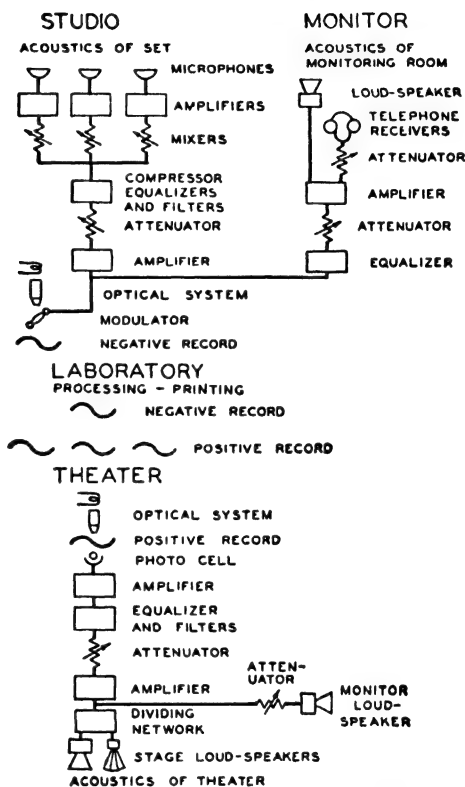 STUDIO
ACOUSTICS OF SET
MICROPHONES
AMPLIFIERS
MIXERS
COMPRESSOR
EQUALIZERS
AND FILTERS
ATTENUATOR
AMPLIFIER
OPTICAL SYSTEM
MODULATOR
NEGATIVE RECORD
MONITOR
ACOUSTICS OF
MONITORING ROOM
LOUD-SPEAKER
TELEPHONE
RECEIVERS
ATTENUATOR
AMPLIFIER
ATTENUATOR
EQUALIZER
LABORATORY
PROCESSING - PRINTING
NEGATIVE RECORD
POSITIVE RECORD
THEATER
OPTICAL SYSTEM
POSITIVE RECORD
PHOTO CELL
AMPLIFIER
EQUALIZER
AND FILTERS
ATTENUATOR
AMPLIFIER
DIVIDING
NETWORK
STAGE LOUD-SPEAKERS
ACOUSTICS OF THEATER
ATTEN-
UATOR
MONITOR
LOUD-
SPEAKER